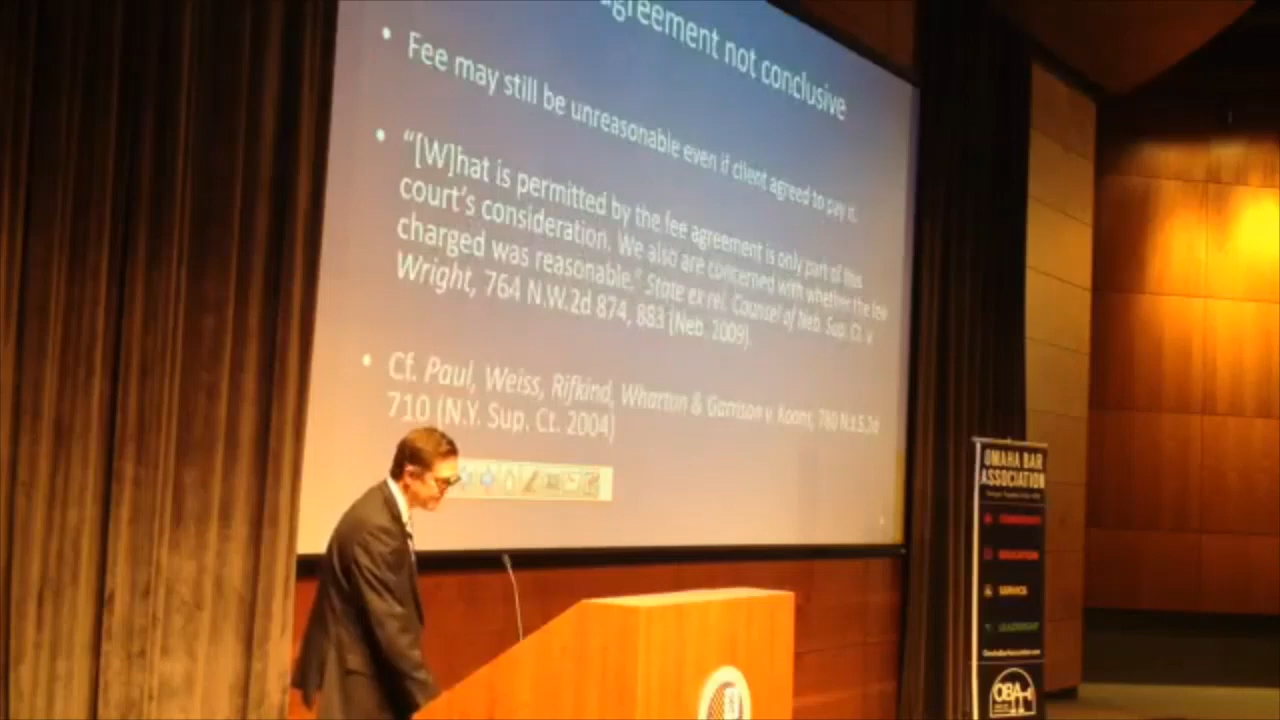 agreement not conclusive
• Fee may still be unreasonable even if client agreed to pay it.
• "[W]hat is permitted by the fee agreement is only part of this
court's consideration. We also are concerned with whether the fee
charged was reasonable." State ex rel. Counsel of Neb. Sup. Ct. v
Wright, 764 N.W.2d 874, 883 (Neb. 2009).
• Cf. Paul, Weiss, Rifkind, Wharton & Garrison v. Koons, 780 N.Y.S.2d
710 (N.Y. Sup. Ct. 2004)
OMAHA BAR
ASSOCIATION
EDUCATION
SERVICE
LEADERSHIP
OmahaBarAssociation.com
OBA